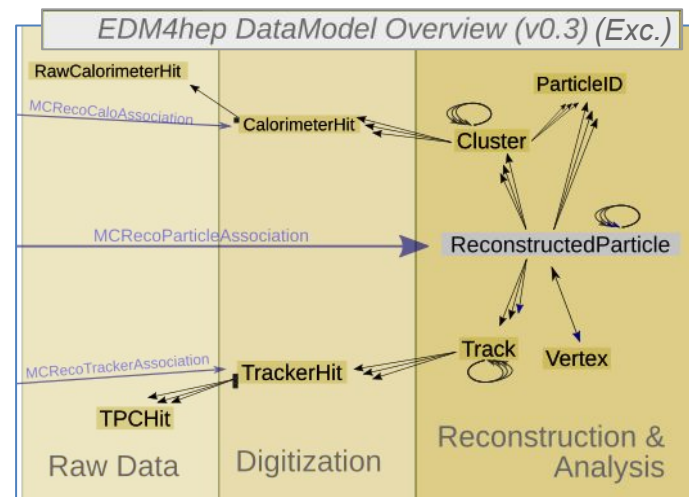 EDM4hep DataModel Overview (v0.3) (Exc.)
RawCalorimeterHit
ParticleID
MCRecoCaloAssociation
CalorimeterHit
Cluster
MCRecoParticleAssociation
ReconstructedParticle
MCRecoTrackerAssociation
TrackerHit
Track
Vertex
TPCHit
Raw Data
Digitization
Reconstruction &
Analysis